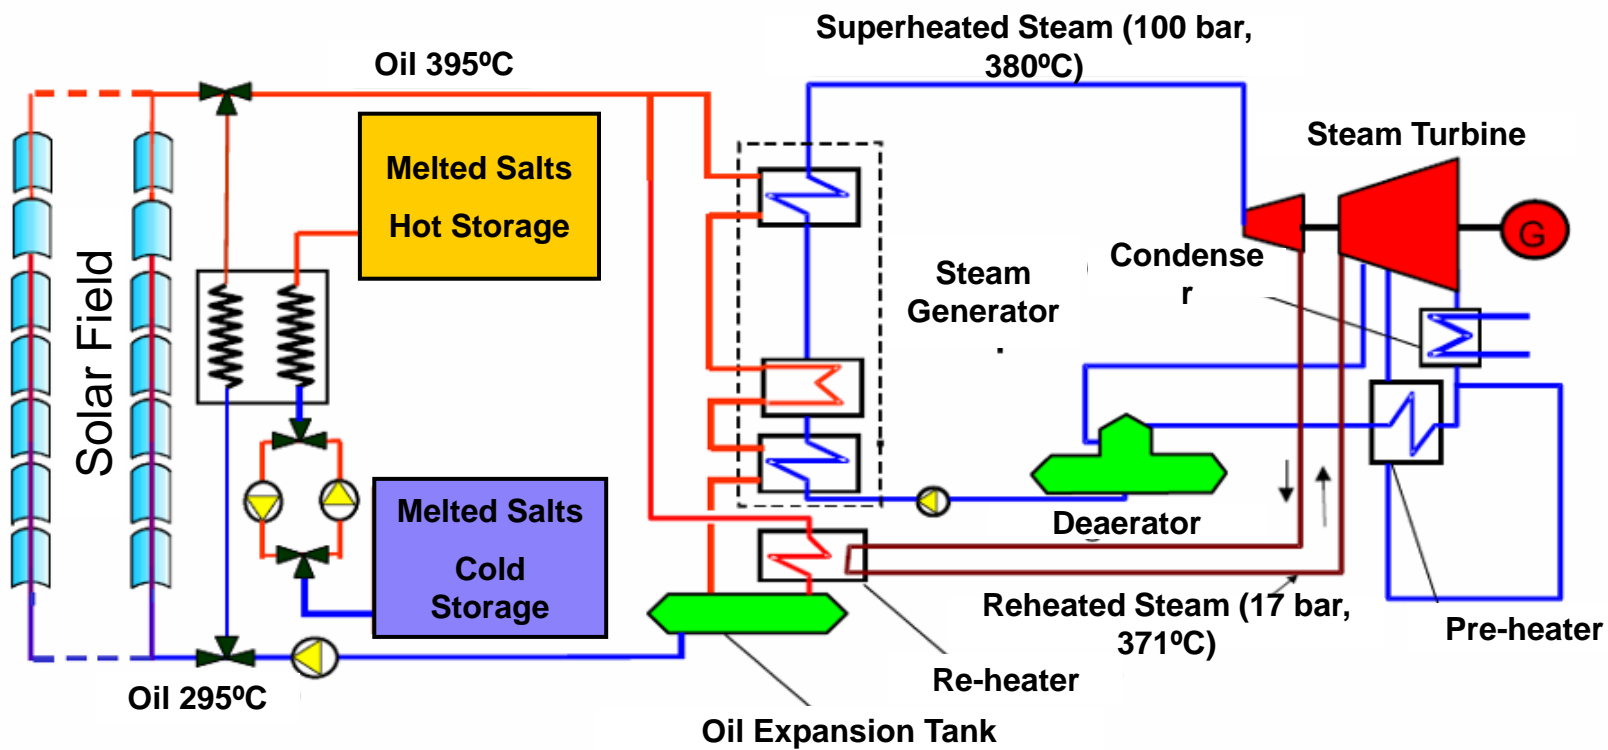 Superheated Steam (100 bar,
380ºC)
Oil 395ºC
Steam Turbine
Melted Salts
Hot Storage
G
Condense
r
Steam
Generator
.
Solar Field
Melted Salts
Cold
Storage
Deaerator
Reheated Steam (17 bar,
371ºC)
Pre-heater
Re-heater
Oil 295ºC
Oil Expansion Tank